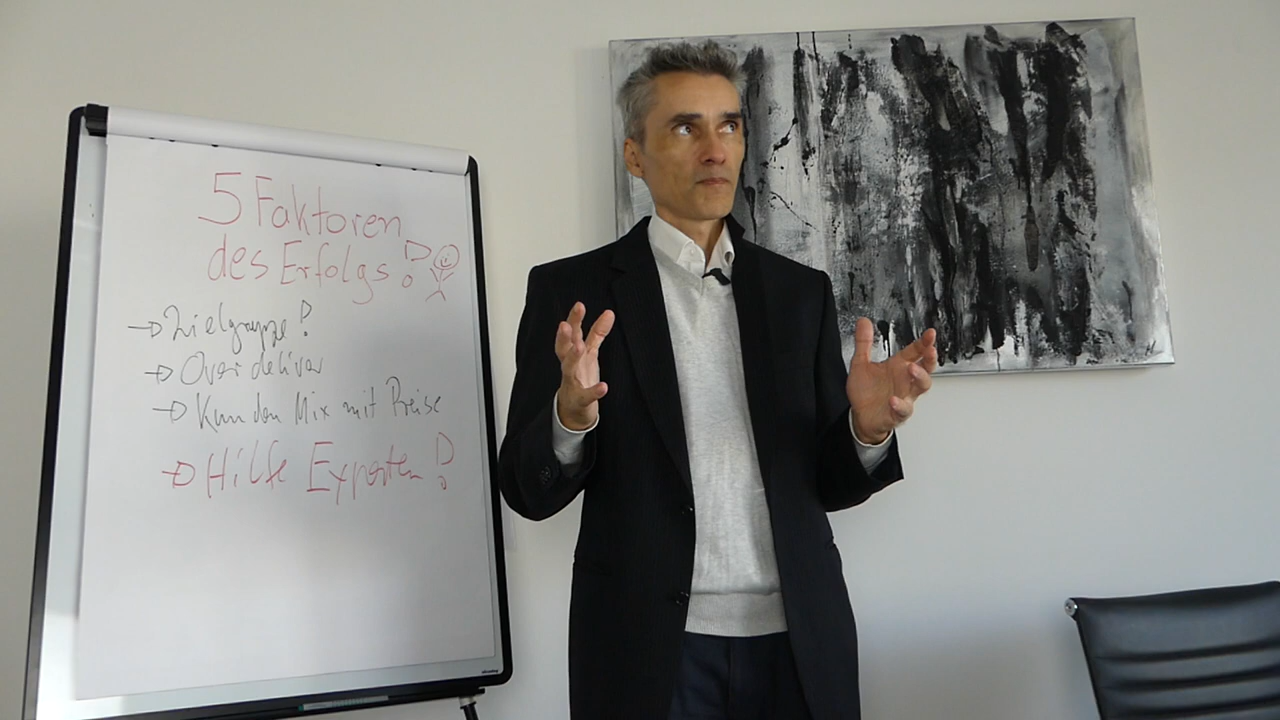 5 Faktoren
des Erfolgs!
→ Zielgruppe!
→ Over deliver
→ Kunden Mix mit Preise
→ Hilfe Experten!